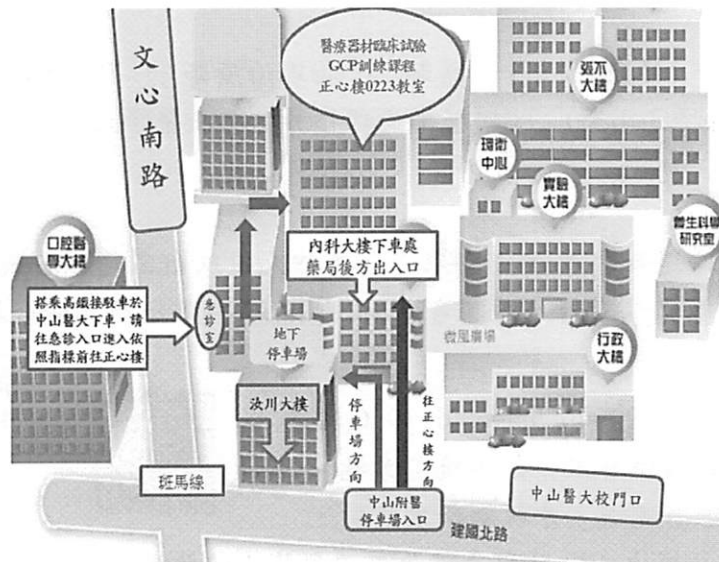 文心南路
醫療器材臨床試驗
GCP訓練課程
正心樓0223教室
環衛
中心
實驗
大樓
大樓
研究室
口腔醫
學大樓
內科大樓下車處
藥局後方出入口
搭乘高鐵接駁車於
中山醫大下車,請
往急診入口進入依
照指標前往正心樓
急診室
地下
停車場
微風廣場
行政
大樓
汝川大樓
停車場方向
往正心樓方向
斑馬線
中山附醫
停車場入口
中山醫大校門口
建國北路